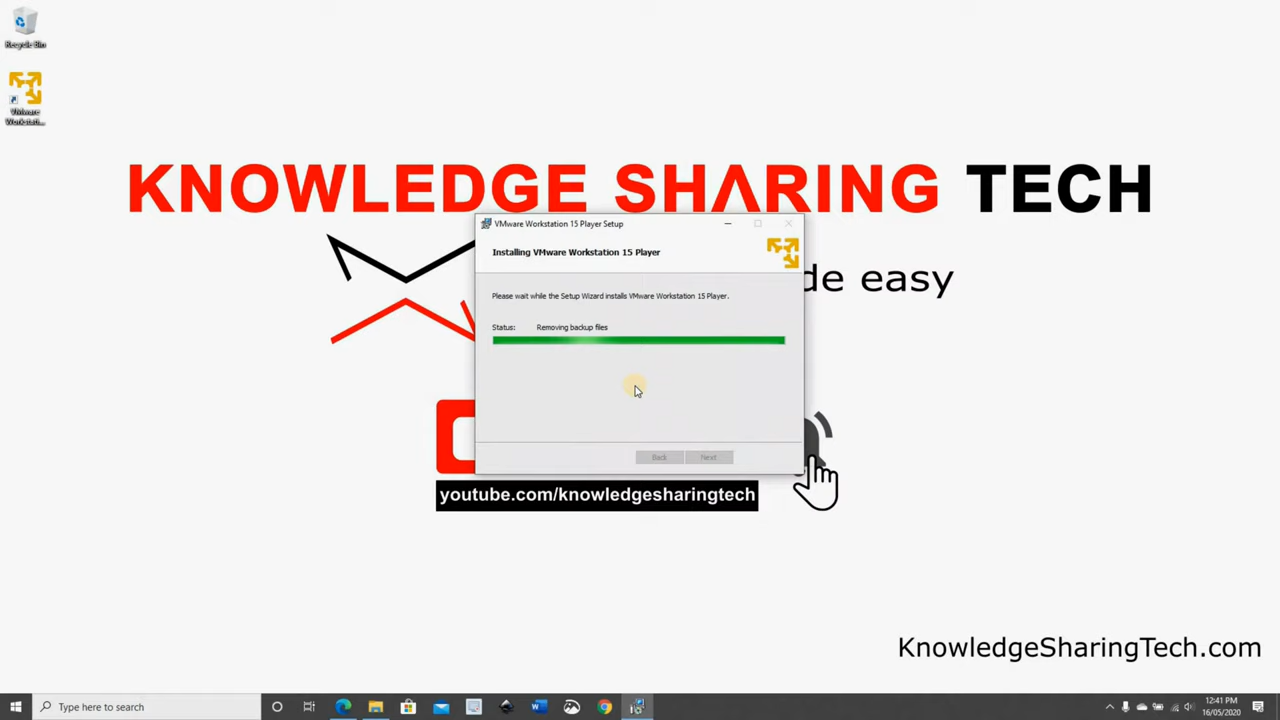 Recycle Bin
VMware
Workstati...
KNOWLEDGE SHARING TECH
de easy
VMware Workstation 15 Player Setup
Installing VMware Workstation 15 Player
Please wait while the Setup Wizard installs VMware Workstation 15 Player.
Status: Removing backup files
Back Next
youtube.com/knowledgesharingtech
KnowledgeSharingTech.com
Type here to search
12:41 PM
16/05/2020